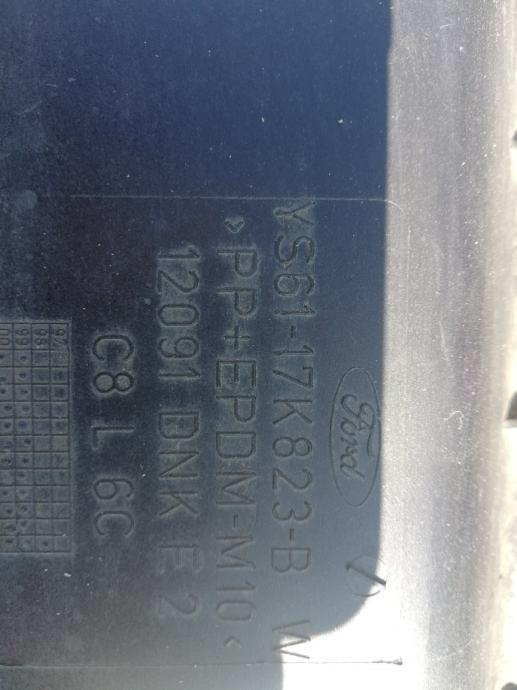 Ford
YS61-17K823-B W
>PP+EPDM-M10<
12091 DNK E 2
C8 L 6C